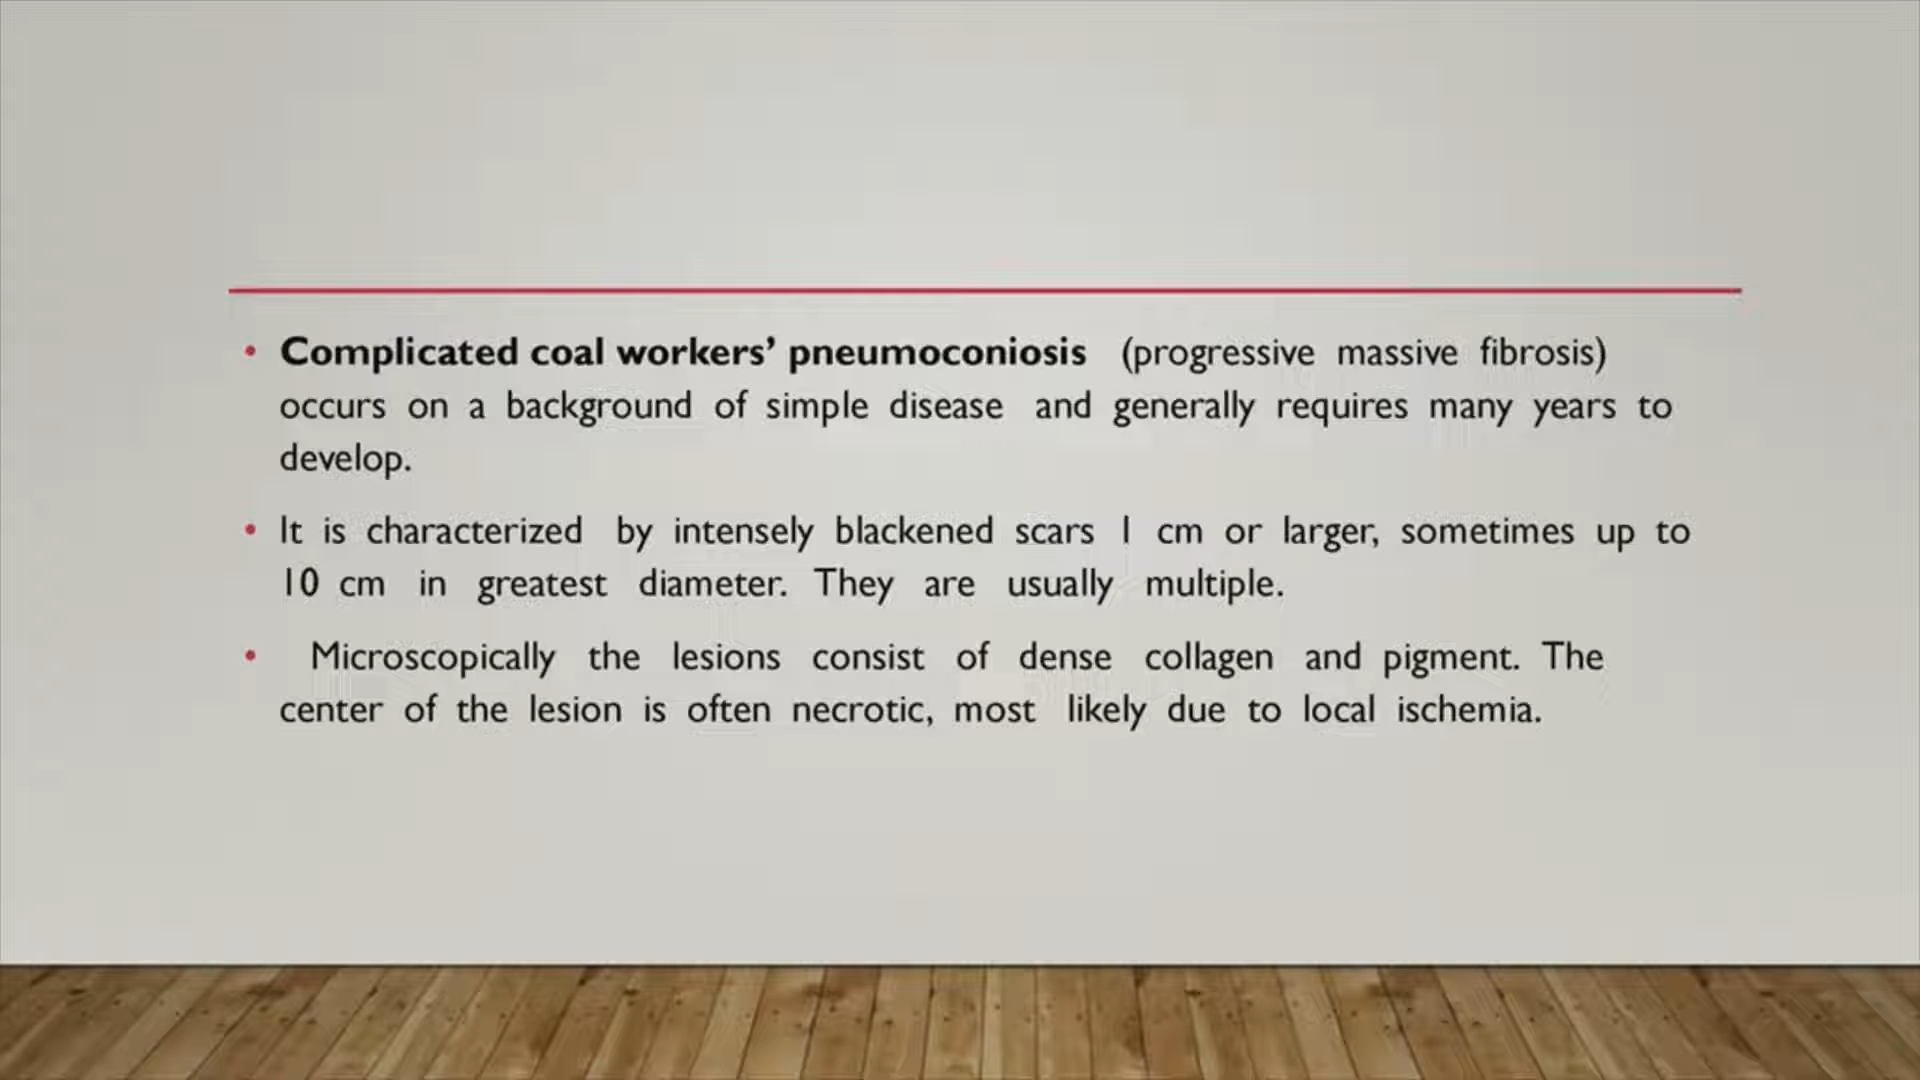 • Complicated coal workers’ pneumoconiosis (progressive massive fibrosis)
occurs on a background of simple disease and generally requires many years to
develop.
• It is characterized by intensely blackened scars 1 cm or larger, sometimes up to
10 cm in greatest diameter. They are usually multiple.
• Microscopically the lesions consist of dense collagen and pigment. The
center of the lesion is often necrotic, most likely due to local ischemia.